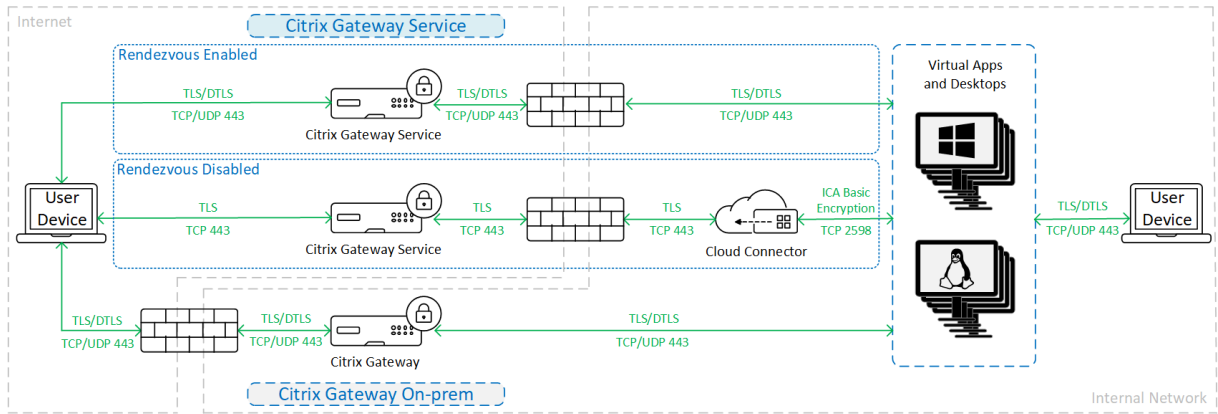 Internet
Citrix Gateway Service
Rendezvous Enabled
TLS/DTLS
TCP/UDP 443
Citrix Gateway Service
TLS/DTLS
TCP/UDP 443
TLS/DTLS
TCP/UDP 443
Virtual Apps
and Desktops
Rendezvous Disabled
User
Device
TLS
TCP 443
Citrix Gateway Service
TLS
TCP 443
TLS
TCP 443
Cloud Connector
ICA Basic
Encryption
TCP 2598
TLS/DTLS
TCP/UDP 443
User
Device
TLS/DTLS
TCP/UDP 443
TLS/DTLS
TCP/UDP 443
Citrix Gateway
TLS/DTLS
TCP/UDP 443
Citrix Gateway On-prem
Internal Network